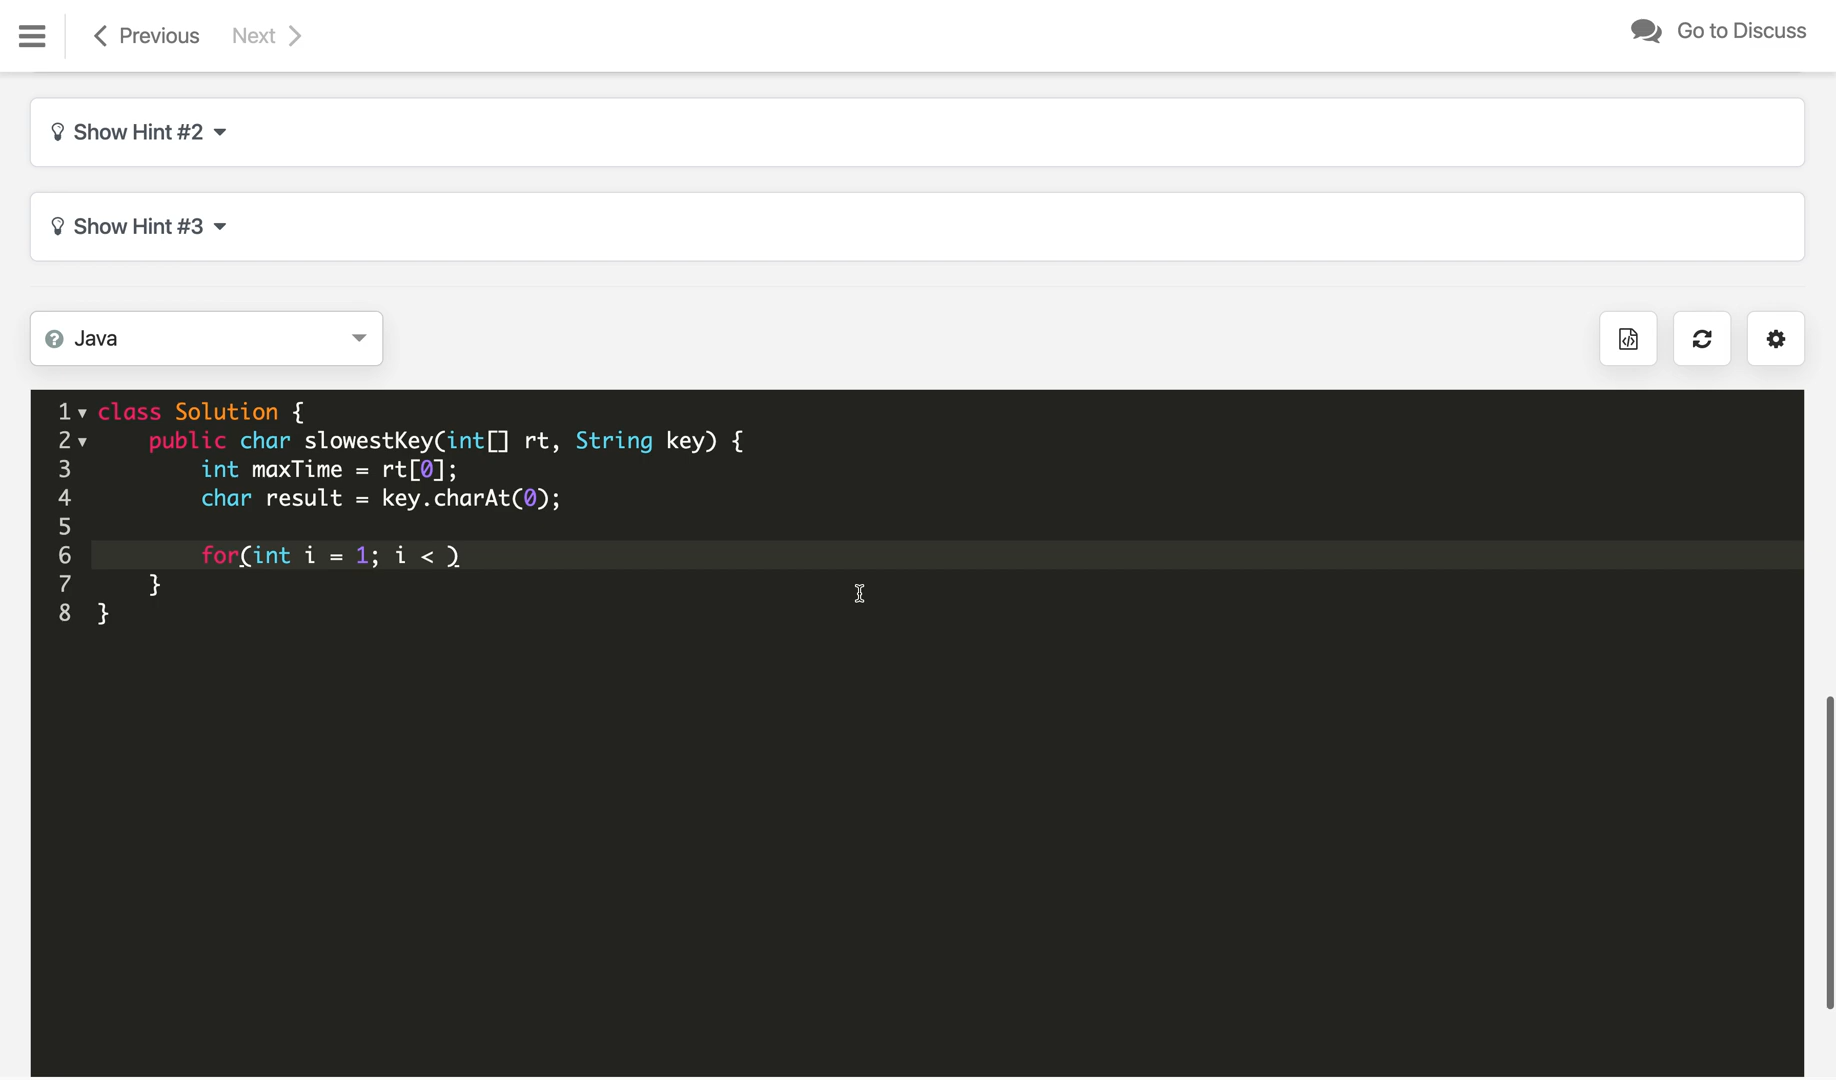 Previous Next Go to Discuss
Show Hint #2
Show Hint #3
Java
1 class Solution {
2 public char slowestKey(int[] rt, String key) {
3 int maxTime = rt[0];
4 char result = key.charAt(0);
5
6 for(int i = 1; i < )
7 }
8 }